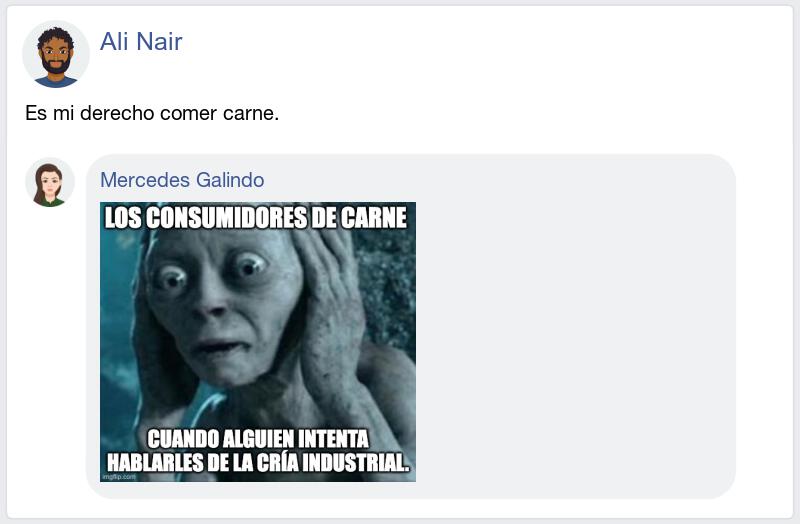 Ali Nair
Es mi derecho comer carne.
Mercedes Galindo
LOS CONSUMIDORES DE CARNE
CUANDO ALGUIEN INTENTA
HABLARLES DE LA CRÍA INDUSTRIAL.
imgflip.com